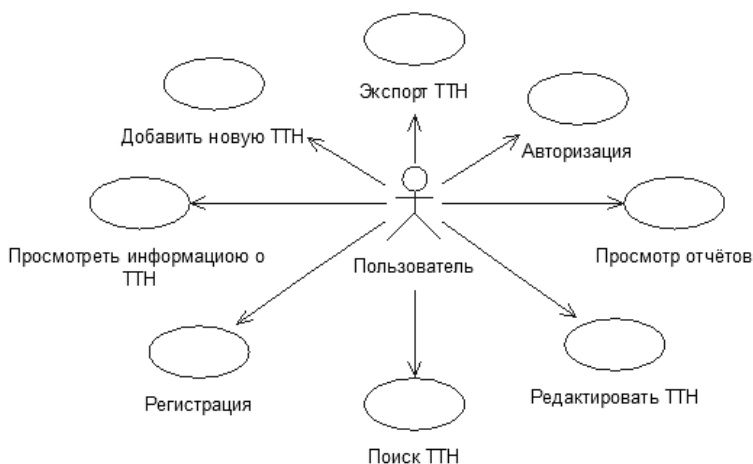 Экспорт ТТН
Добавить новую ТТН
Авторизация
Просмотреть информациою о
ТТН
Пользователь
Просмотр отчётов
Регистрация
Редактировать ТТН
Поиск ТТН